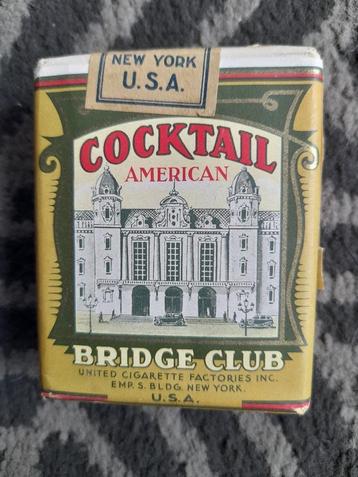 NEW YORK
U.S.A.
COCKTAIL
AMERICAN
BRIDGE CLUB
UNITED CIGARETTE FACTORIES INC.
EMP. S. BLDG. NEW YORK.
U.S.A.